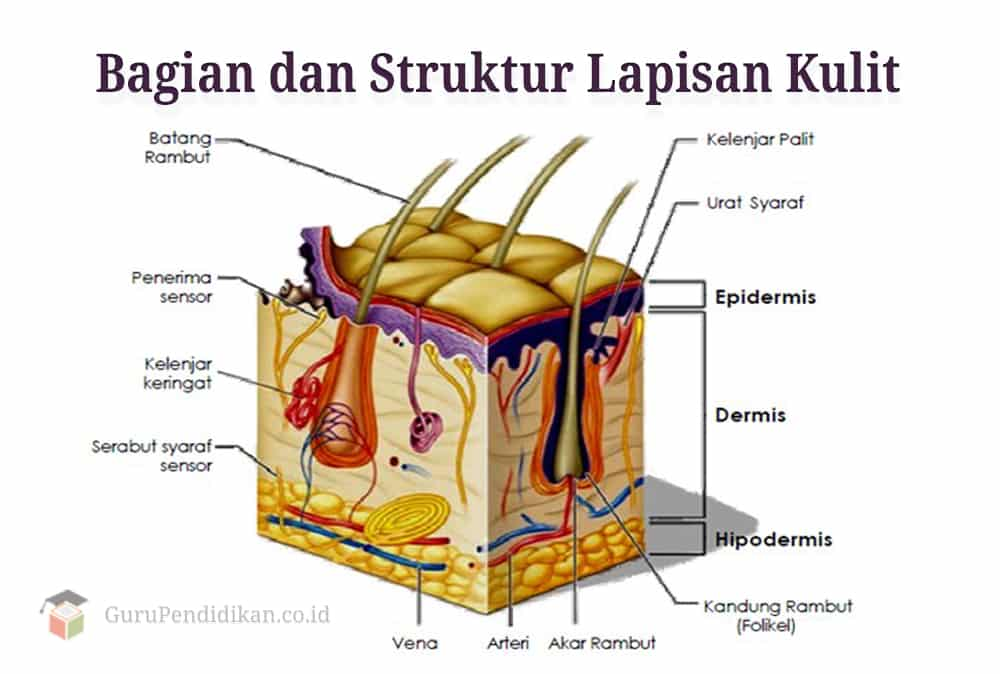 Bagian dan Struktur Lapisan Kulit
Batang
Rambut
Kelenjar Palit
Urat Syaraf
Penerima
sensor
Epidermis
Kelenjar
keringat
Dermis
Serabut syaraf
sensor
Hipodermis
GuruPendidikan.co.id
Kandung Rambut
(Folikel)
Vena
Arteri
Akar Rambut